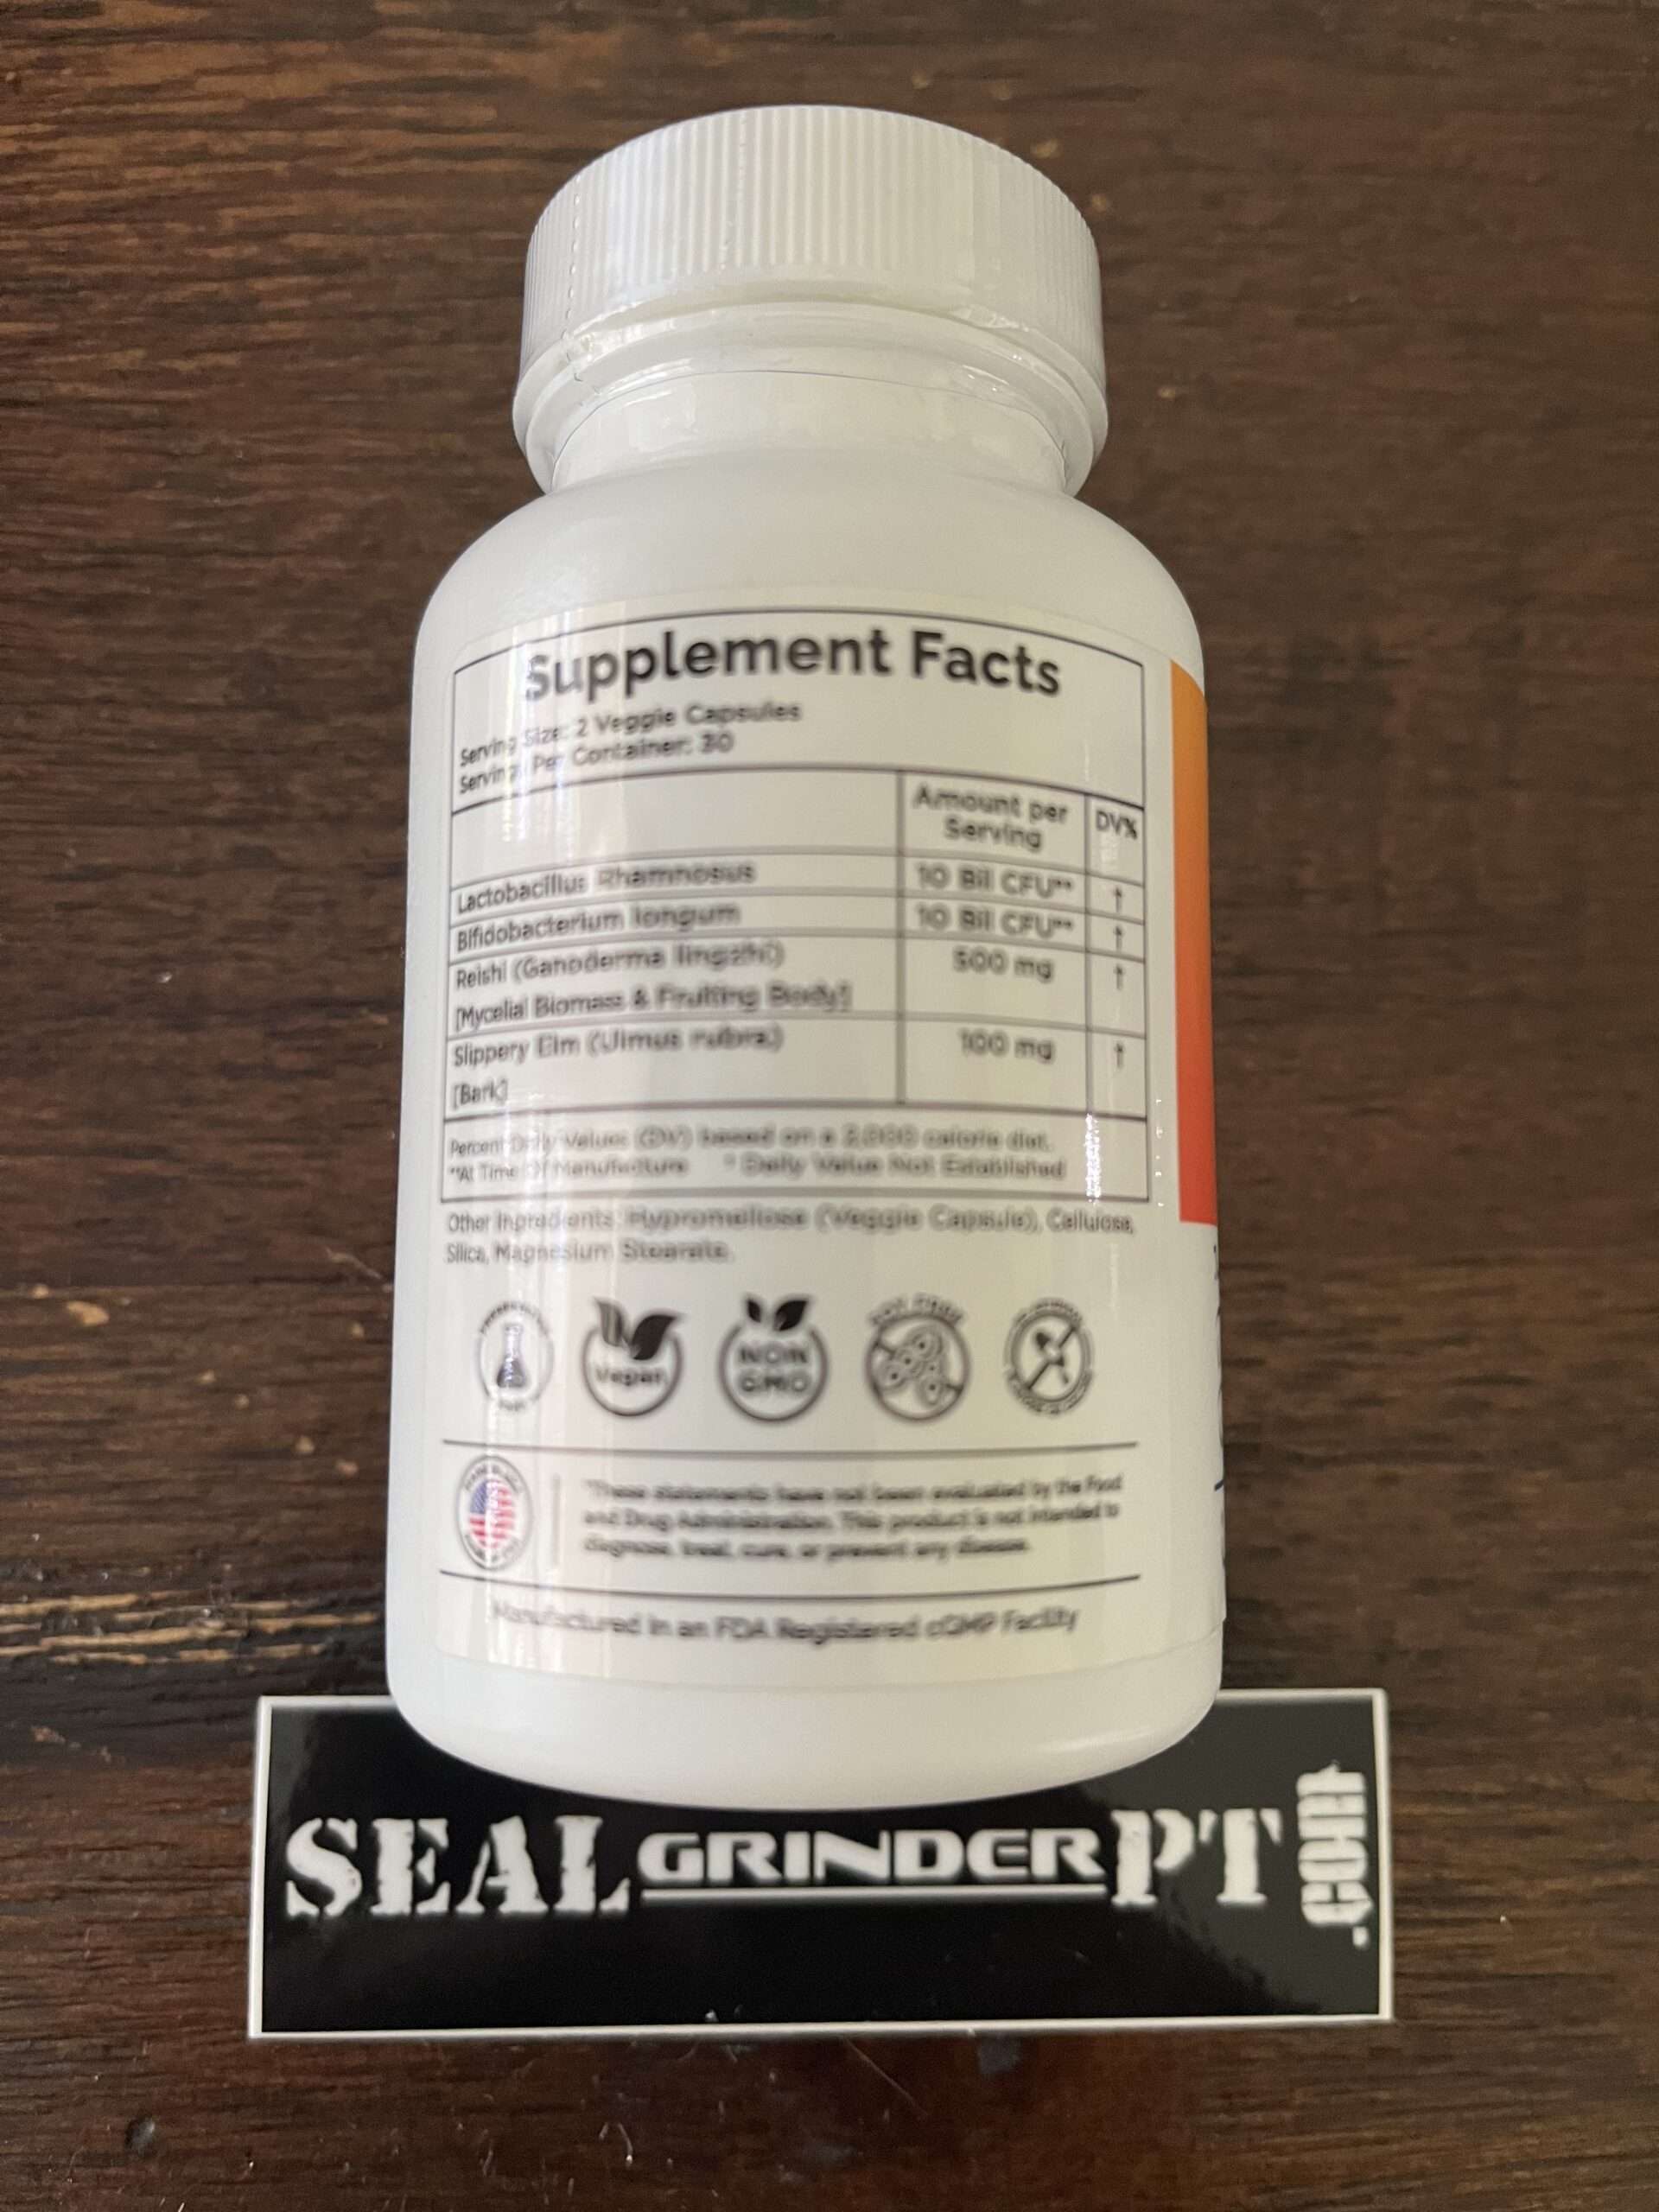 Supplement Facts
Serving Size: 2 Veggie Capsules
Servings Per Container: 30
Amount per
Serving
DV%
Lactobacillus Rhamnosus 10 Bil CFU** †
Bifidobacterium longum 10 Bil CFU** †
Reishi (Ganoderma lingzhi) 500 mg †
[Mycelial Biomass & Fruiting Body]
Slippery Elm (Ulmus rubra) 100 mg †
[Bark]
Percent Daily Values (DV) based on a 2,000 calorie diet.
**At Time Of Manufacture † Daily Value Not Established
Other Ingredients: Hypromellose (Veggie Capsule), Cellulose,
Silica, Magnesium Stearate.
Vegan
NON
GMO
SOY FREE
*These statements have not been evaluated by the Food
and Drug Administration. This product is not intended to
diagnose, treat, cure, or prevent any disease.
Manufactured in an FDA Registered cGMP Facility
SEAL GRINDER PT .COM